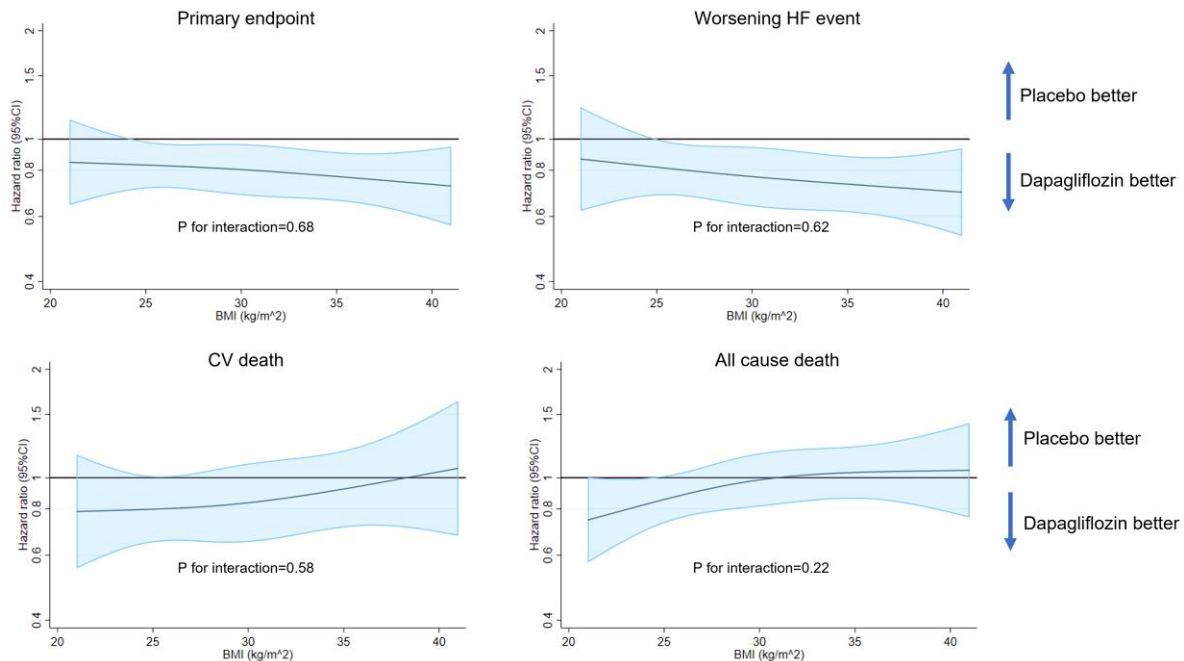 Primary endpoint
Hazard ratio (95%CI)
2
1.5
1
0.8
0.6
0.4
P for interaction=0.68
20 25 30 35 40
BMI (kg/m^2)
Worsening HF event
Hazard ratio (95%CI)
2
1.5
1
0.8
0.6
0.4
P for interaction=0.62
20 25 30 35 40
BMI (kg/m^2)
Placebo better
Dapagliflozin better
CV death
Hazard ratio (95%CI)
2
1.5
1
0.8
0.6
0.4
P for interaction=0.58
20 25 30 35 40
BMI (kg/m^2)
All cause death
Hazard ratio (95%CI)
2
1.5
1
0.8
0.6
0.4
P for interaction=0.22
20 25 30 35 40
BMI (kg/m^2)
Placebo better
Dapagliflozin better